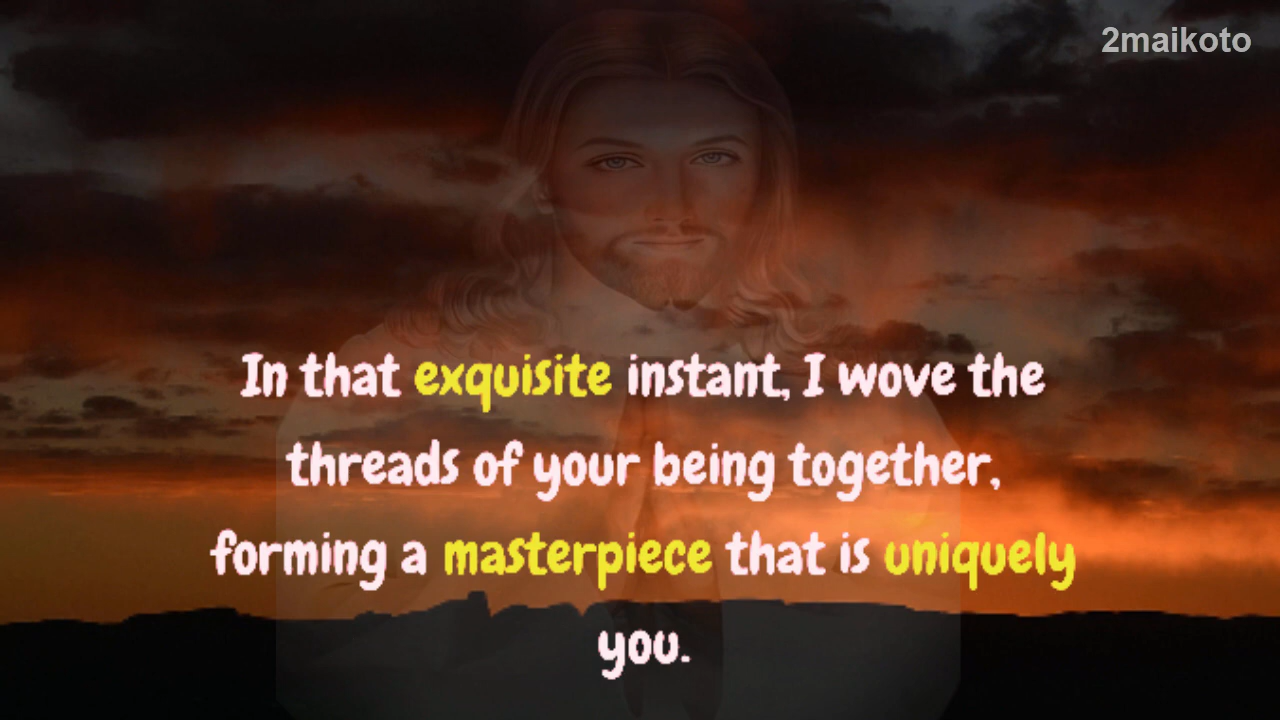 2maikoto
In that exquisite instant, I wove the
threads of your being together,
forming a masterpiece that is uniquely
you.